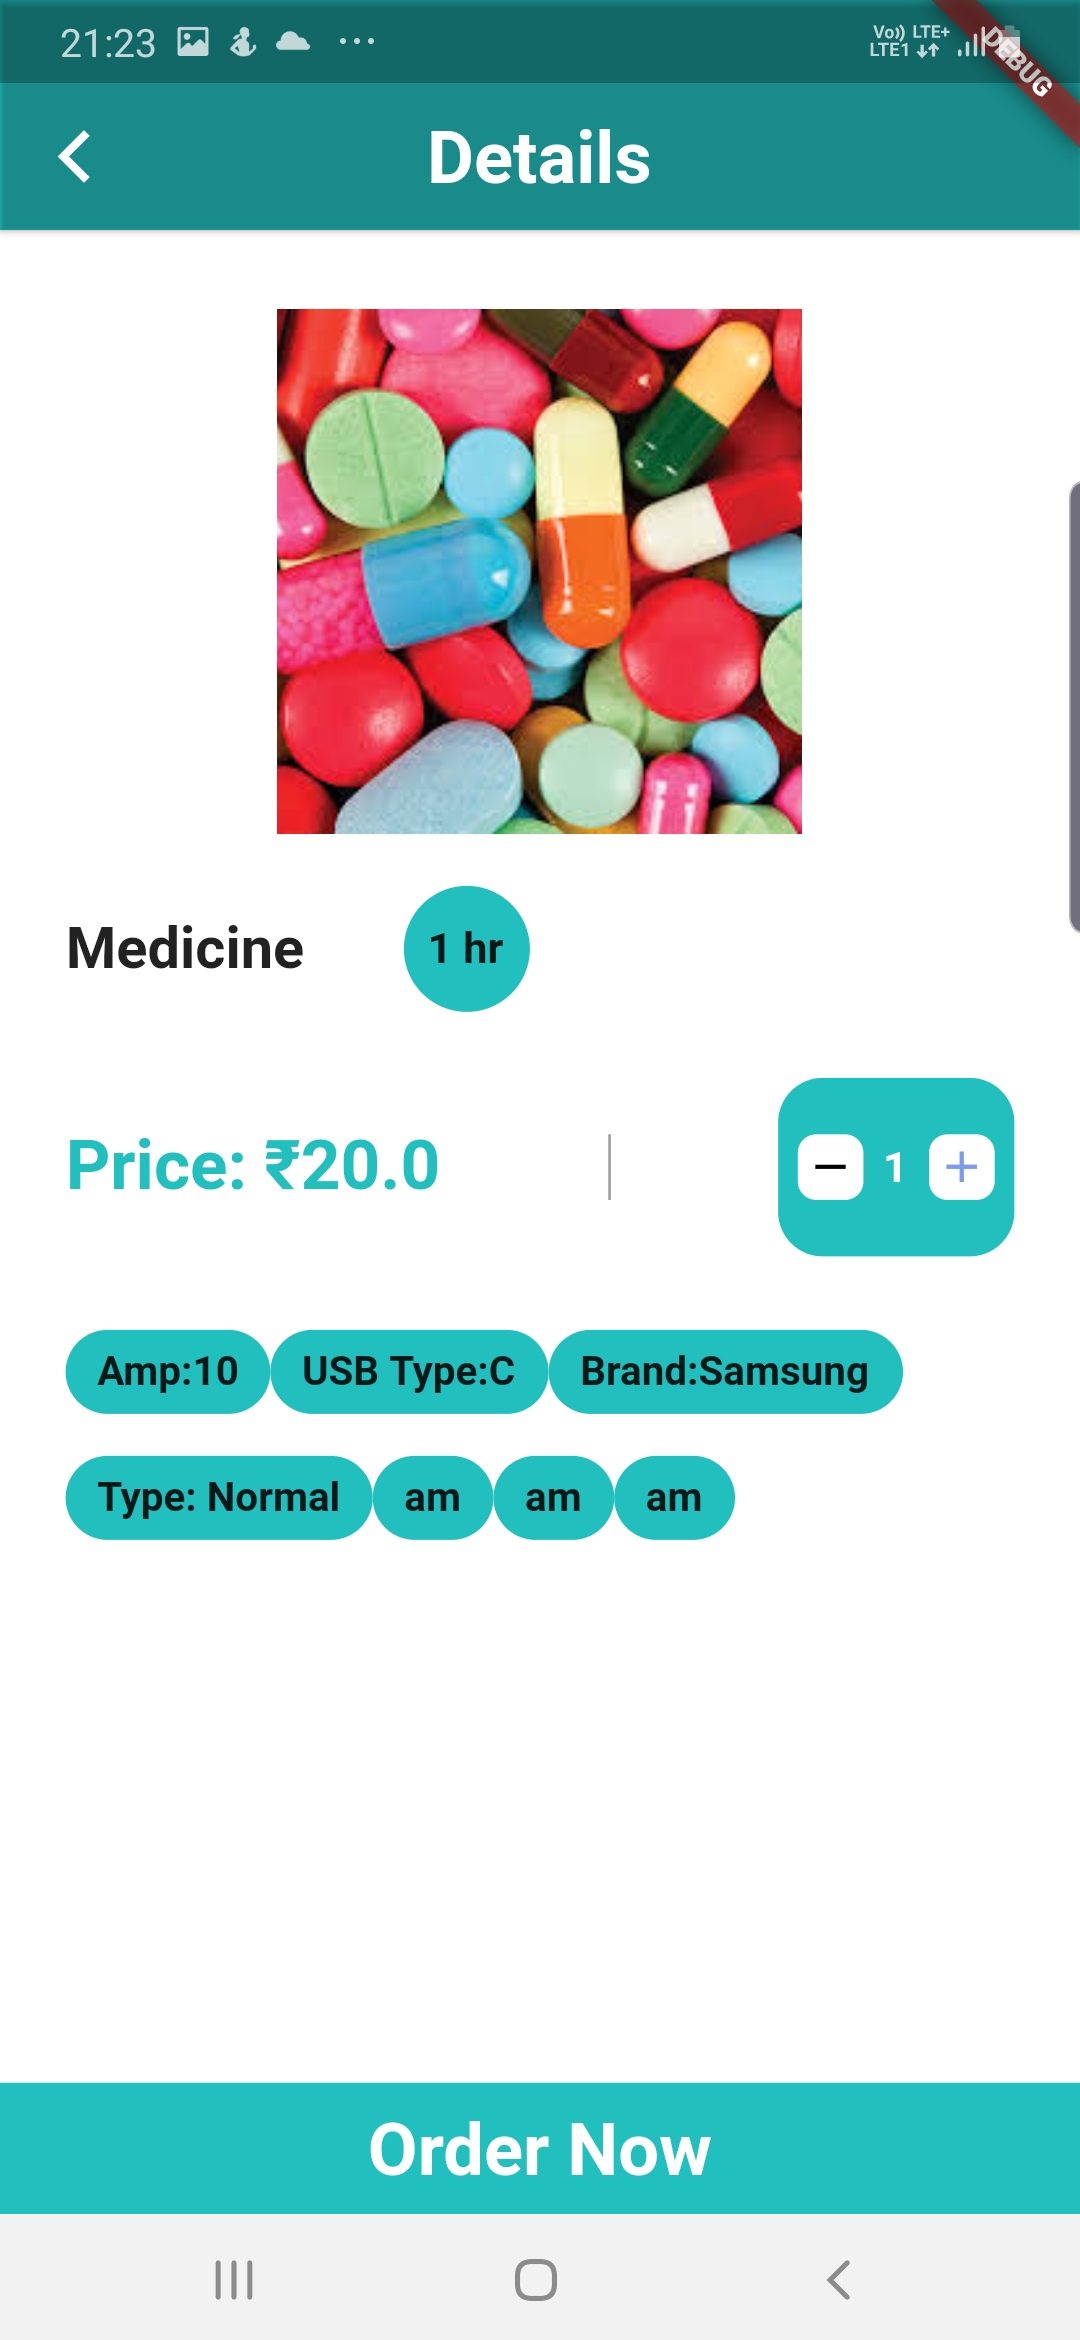 21:23 Vo)) LTE+
LTE1
DEBUG
Details
Medicine 1 hr
Price: ₹20.0 1
Amp:10 USB Type:C Brand:Samsung
Type: Normal am am am
Order Now